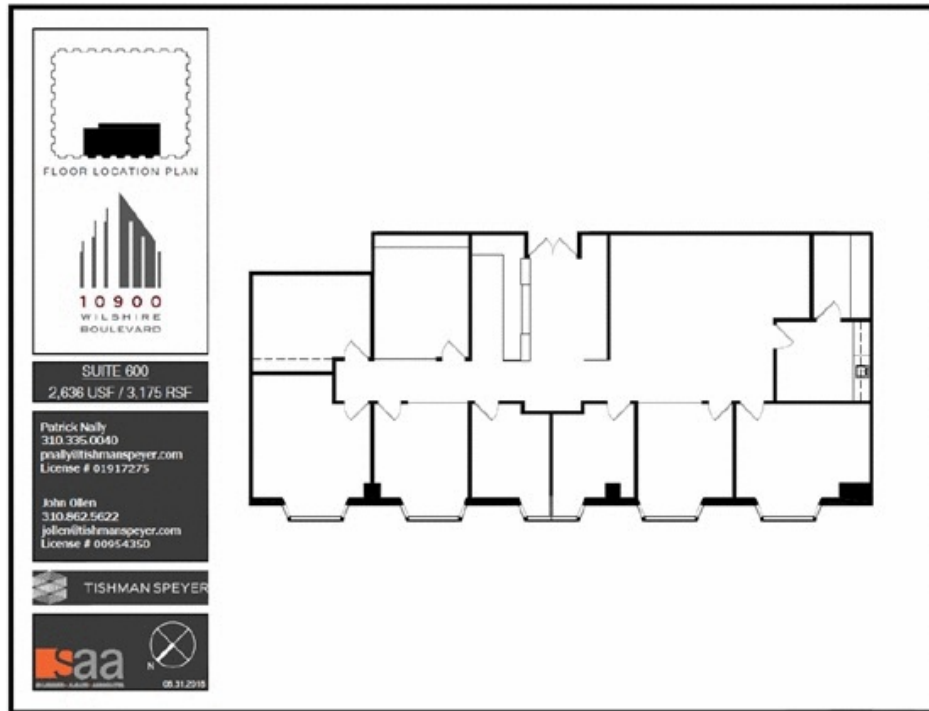 FLOOR LOCATION PLAN
10900
WILSHIRE
BOULEVARD
SUITE 600
2,636 USF / 3,175 RSF
Patrick Nally
310.335.0040
pnally@tishmanspeyer.com
License # 01917275
John Ollen
310.862.5622
jollen@tishmanspeyer.com
License # 00954350
TISHMAN SPEYER
saa
N
08.31.2018